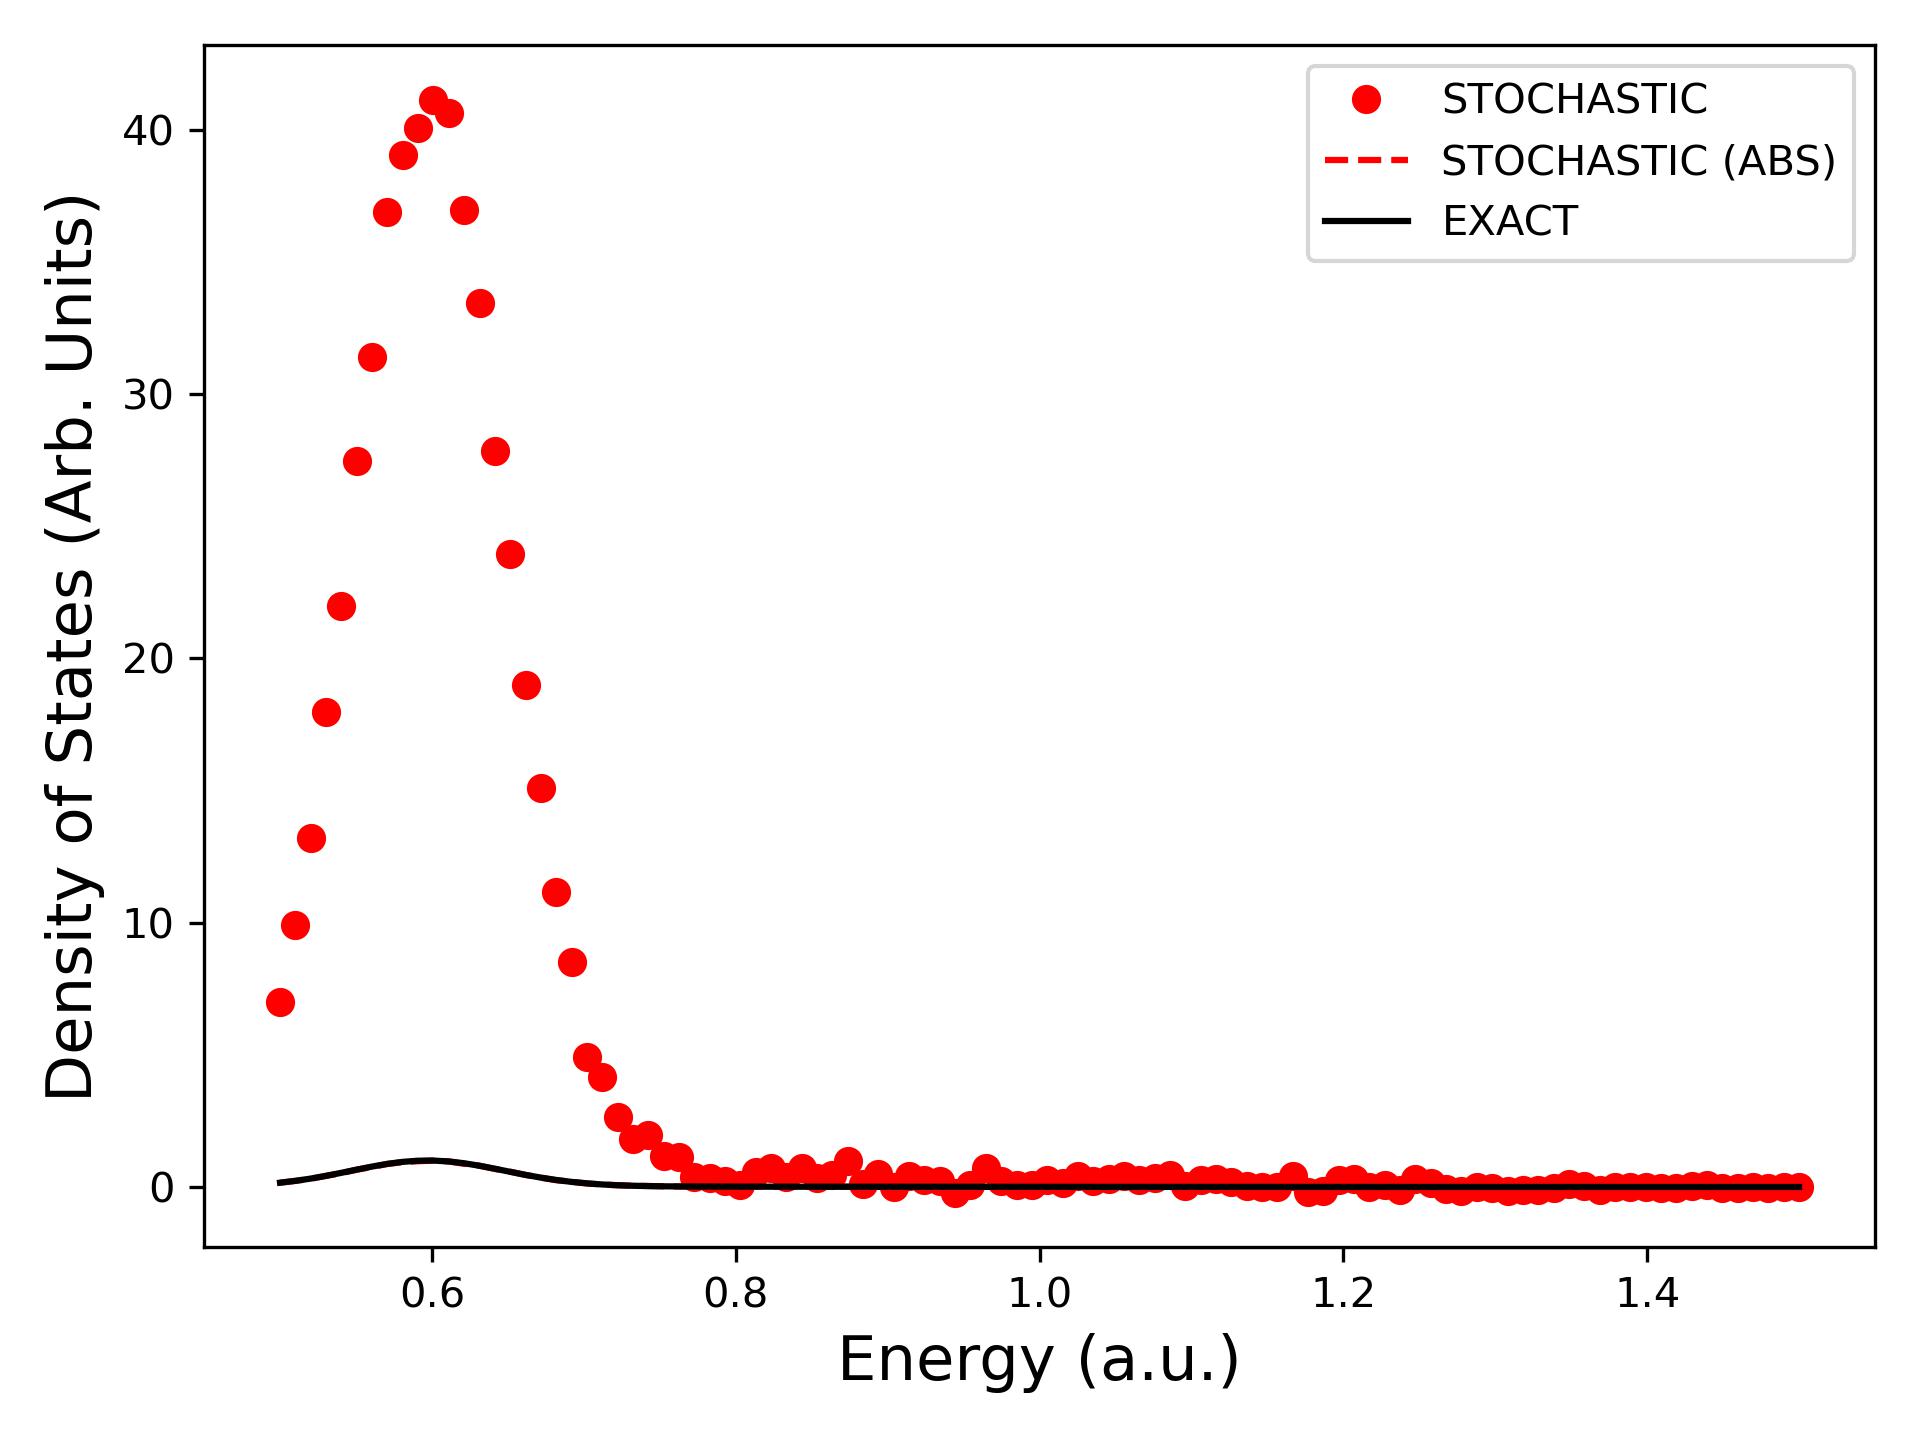 Density of States (Arb. Units)
40
30
20
10
0
STOCHASTIC
STOCHASTIC (ABS)
EXACT
0.6 0.8 1.0 1.2 1.4
Energy (a.u.)